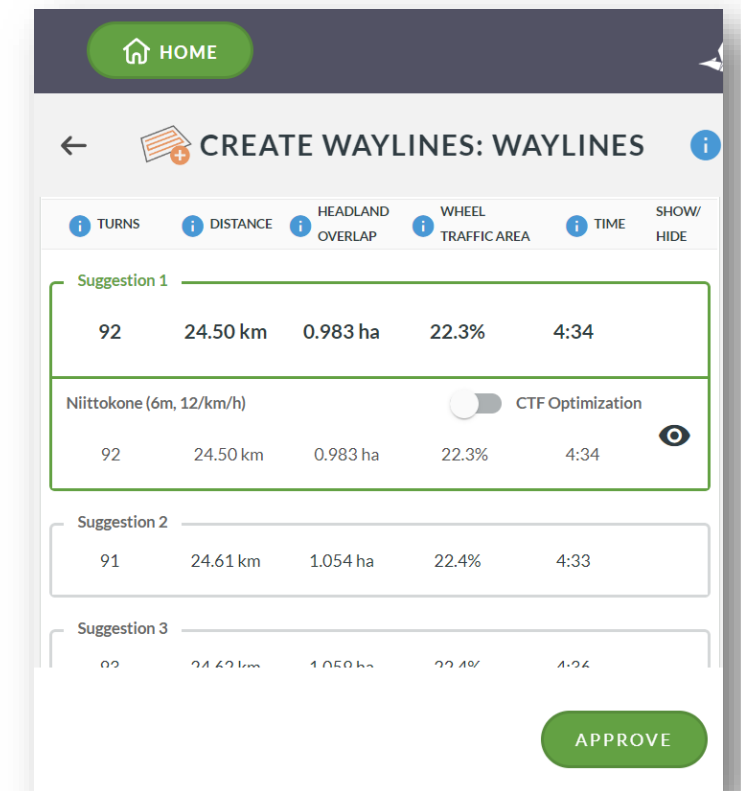 HOME
CREATE WAYLINES: WAYLINES
TURNS DISTANCE HEADLAND OVERLAP WHEEL TRAFFIC AREA TIME SHOW/ HIDE
Suggestion 1
92 24.50 km 0.983 ha 22.3% 4:34
Niittokone (6m, 12/km/h) CTF Optimization
92 24.50 km 0.983 ha 22.3% 4:34
Suggestion 2
91 24.61 km 1.054 ha 22.4% 4:33
Suggestion 3
APPROVE